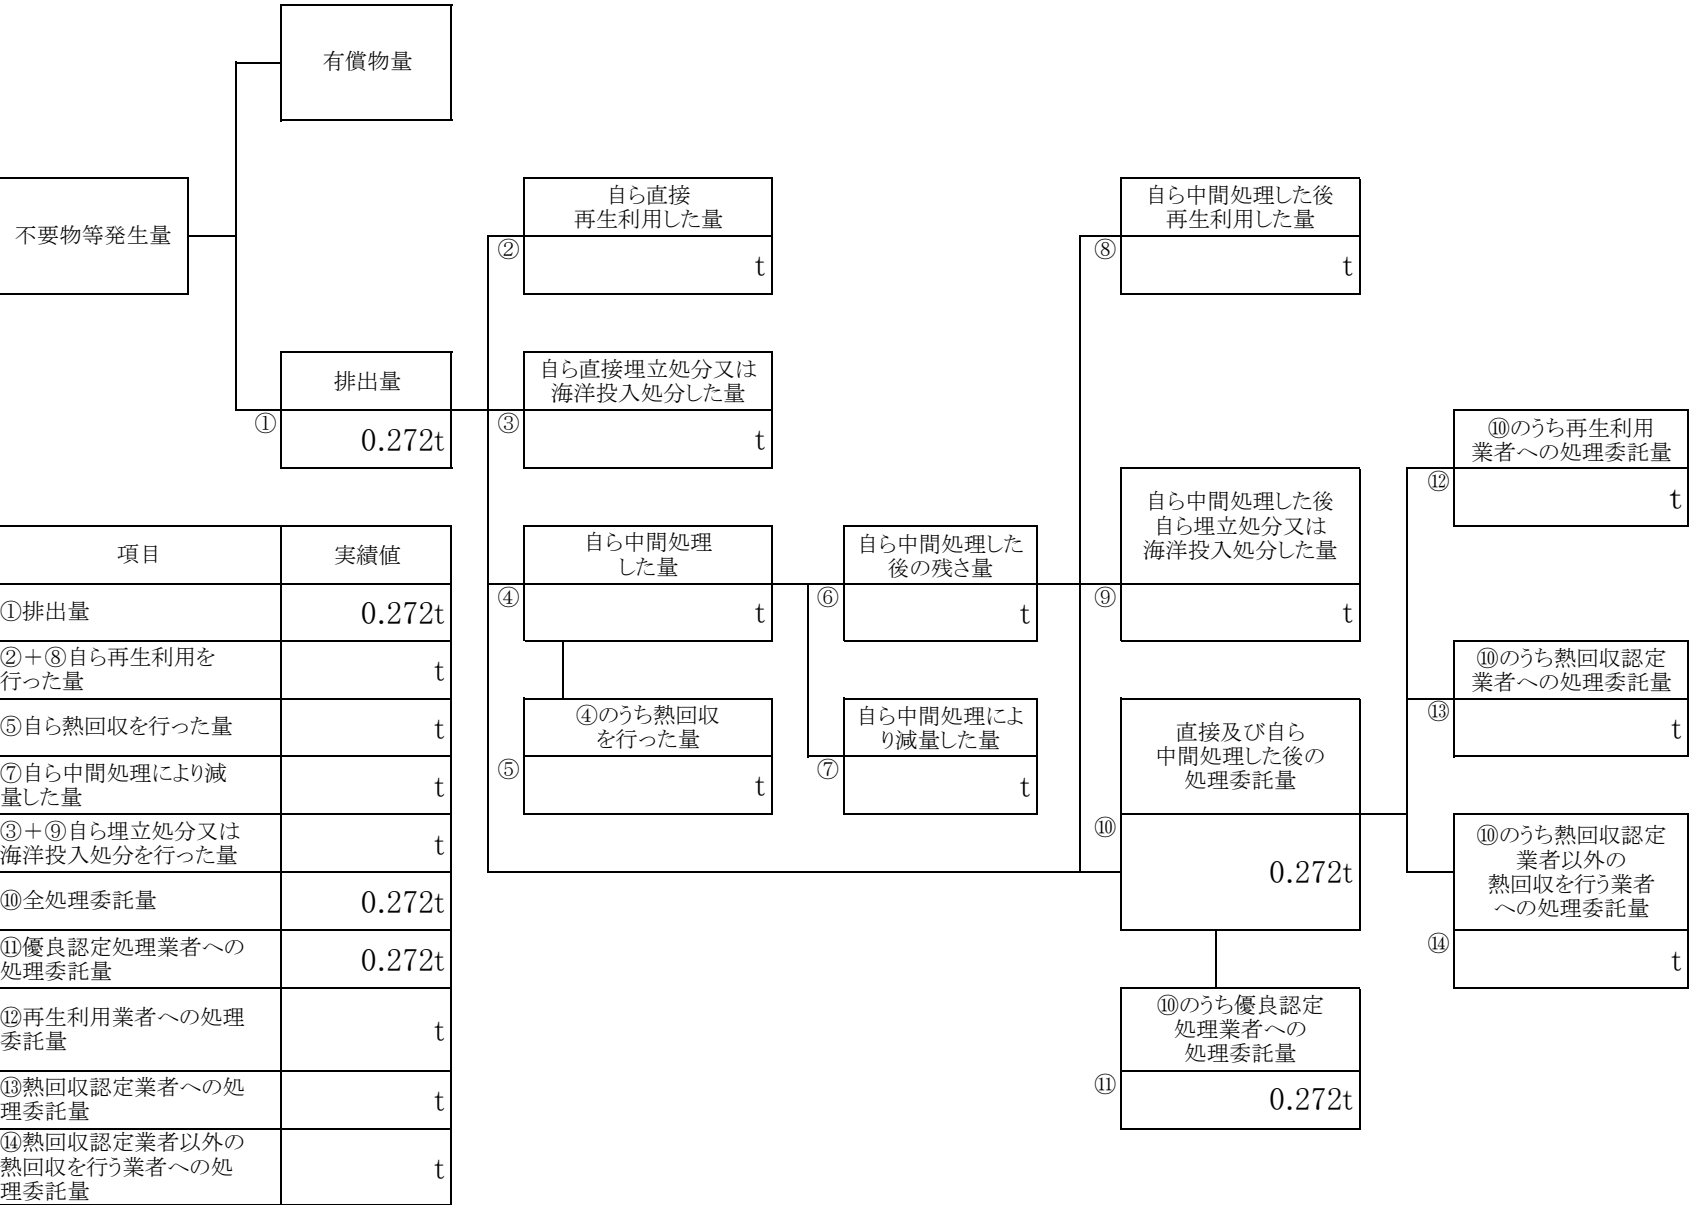 有償物量
不要物等発生量
自ら直接
再生利用した量
②
t
自ら中間処理した後
再生利用した量
⑧
t
排出量
①
0.272t
自ら直接埋立処分又は
海洋投入処分した量
③
t
⑩のうち再生利用
業者への処理委託量
⑫
t
自ら中間処理
した量
④
t
自ら中間処理した
後の残さ量
⑥
t
自ら中間処理した後
自ら埋立処分又は
海洋投入処分した量
⑨
t
⑩のうち熱回収認定
業者への処理委託量
⑬
t
④のうち熱回収
を行った量
⑤
t
自ら中間処理によ
り減量した量
⑦
t
直接及び自ら
中間処理した後の
処理委託量
⑩
0.272t
⑩のうち熱回収認定
業者以外の
熱回収を行う業者
への処理委託量
⑭
t
⑩のうち優良認定
処理業者への
処理委託量
⑪
0.272t
項目
実績値
①排出量
0.272t
②＋⑧自ら再生利用を
行った量
t
⑤自ら熱回収を行った量
t
⑦自ら中間処理により減
量した量
t
③＋⑨自ら埋立処分又は
海洋投入処分を行った量
t
⑩全処理委託量
0.272t
⑪優良認定処理業者への
処理委託量
0.272t
⑫再生利用業者への処理
委託量
t
⑬熱回収認定業者への処
理委託量
t
⑭熱回収認定業者以外の
熱回収を行う業者への処
理委託量
t